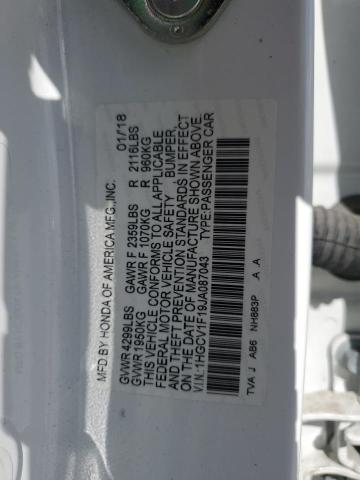 MFD BY HONDA OF AMERICA MFG.,INC. 01/18
GVWR 4299LBS GAWR F 2359LBS R 2116LBS
GVWR 1950KG GAWR F 1070KG R 960KG
THIS VEHICLE CONFORMS TO ALL APPLICABLE
FEDERAL MOTOR VEHICLE SAFETY BUMPER,
AND THEFT PREVENTION STANDARDS IN EFFECT
ON THE DATE OF MANUFACTURE SHOWN ABOVE.
V.I.N.:1HGCV1F19JA087043 TYPE:PASSENGER CAR
TVA J AB6 NH883P A A